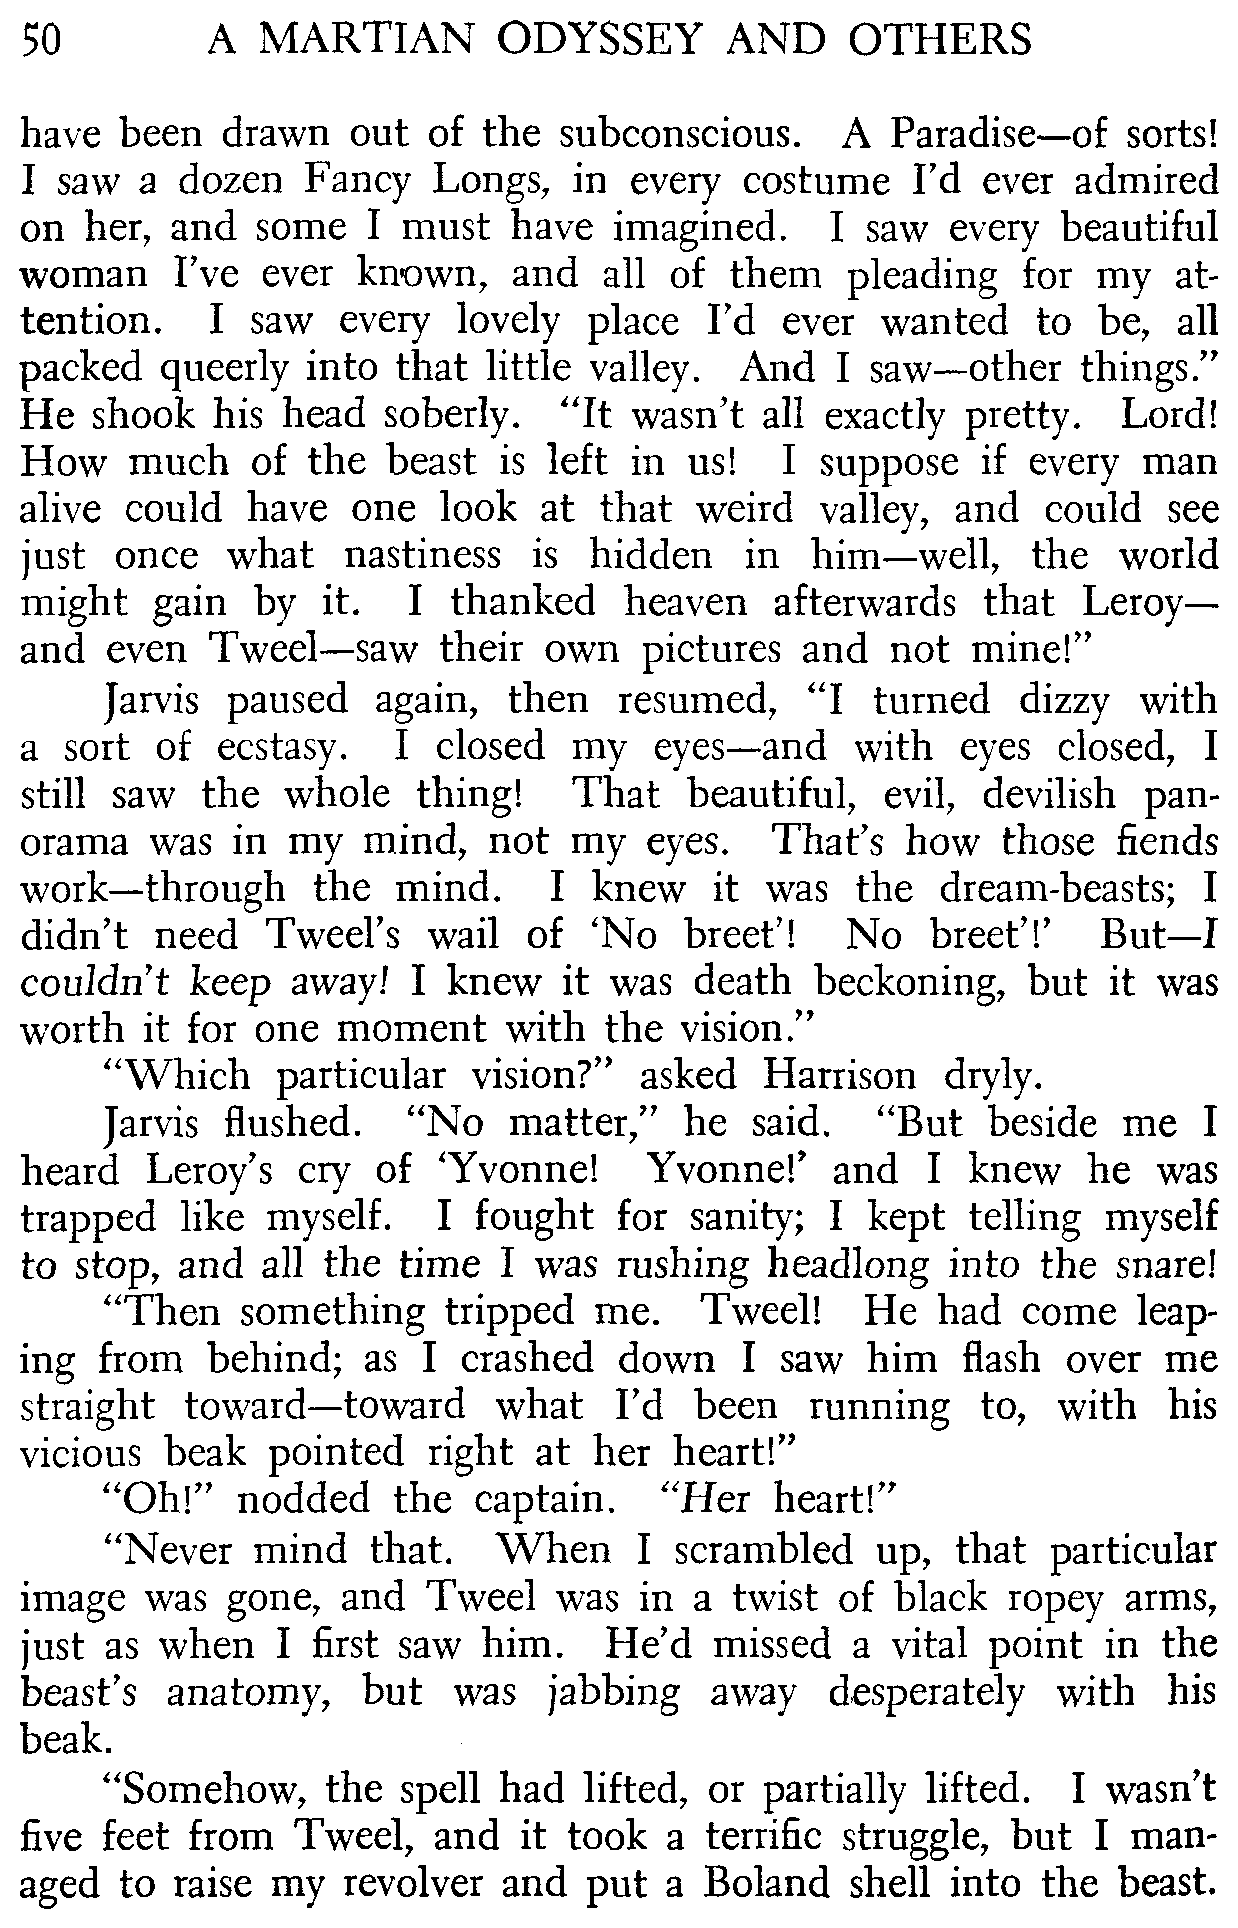 50 A MARTIAN ODYSSEY AND OTHERS
have been drawn out of the subconscious. A Paradise—of sorts!
I saw a dozen Fancy Longs, in every costume I'd ever admired
on her, and some I must have imagined. I saw every beautiful
woman I've ever known, and all of them pleading for my at-
tention. I saw every lovely place I'd ever wanted to be, all
packed queerly into that little valley. And I saw—other things."
He shook his head soberly. "It wasn't all exactly pretty. Lord!
How much of the beast is left in us! I suppose if every man
alive could have one look at that weird valley, and could see
just once what nastiness is hidden in him—well, the world
might gain by it. I thanked heaven afterwards that Leroy—
and even Tweel—saw their own pictures and not mine!"
Jarvis paused again, then resumed, "I turned dizzy with
a sort of ecstasy. I closed my eyes—and with eyes closed, I
still saw the whole thing! That beautiful, evil, devilish pan-
orama was in my mind, not my eyes. That's how those fiends
work—through the mind. I knew it was the dream-beasts; I
didn't need Tweel's wail of 'No breet'! No breet'!' But—I
couldn't keep away! I knew it was death beckoning, but it was
worth it for one moment with the vision."
"Which particular vision?" asked Harrison dryly.
Jarvis flushed. "No matter," he said. "But beside me I
heard Leroy's cry of 'Yvonne! Yvonne!' and I knew he was
trapped like myself. I fought for sanity; I kept telling myself
to stop, and all the time I was rushing headlong into the snare!
"Then something tripped me. Tweel! He had come leap-
ing from behind; as I crashed down I saw him flash over me
straight toward—toward what I'd been running to, with his
vicious beak pointed right at her heart!"
"Oh!" nodded the captain. "Her heart!"
"Never mind that. When I scrambled up, that particular
image was gone, and Tweel was in a twist of black ropey arms,
just as when I first saw him. He'd missed a vital point in the
beast's anatomy, but was jabbing away desperately with his
beak.
"Somehow, the spell had lifted, or partially lifted. I wasn't
five feet from Tweel, and it took a terrific struggle, but I man-
aged to raise my revolver and put a Boland shell into the beast.